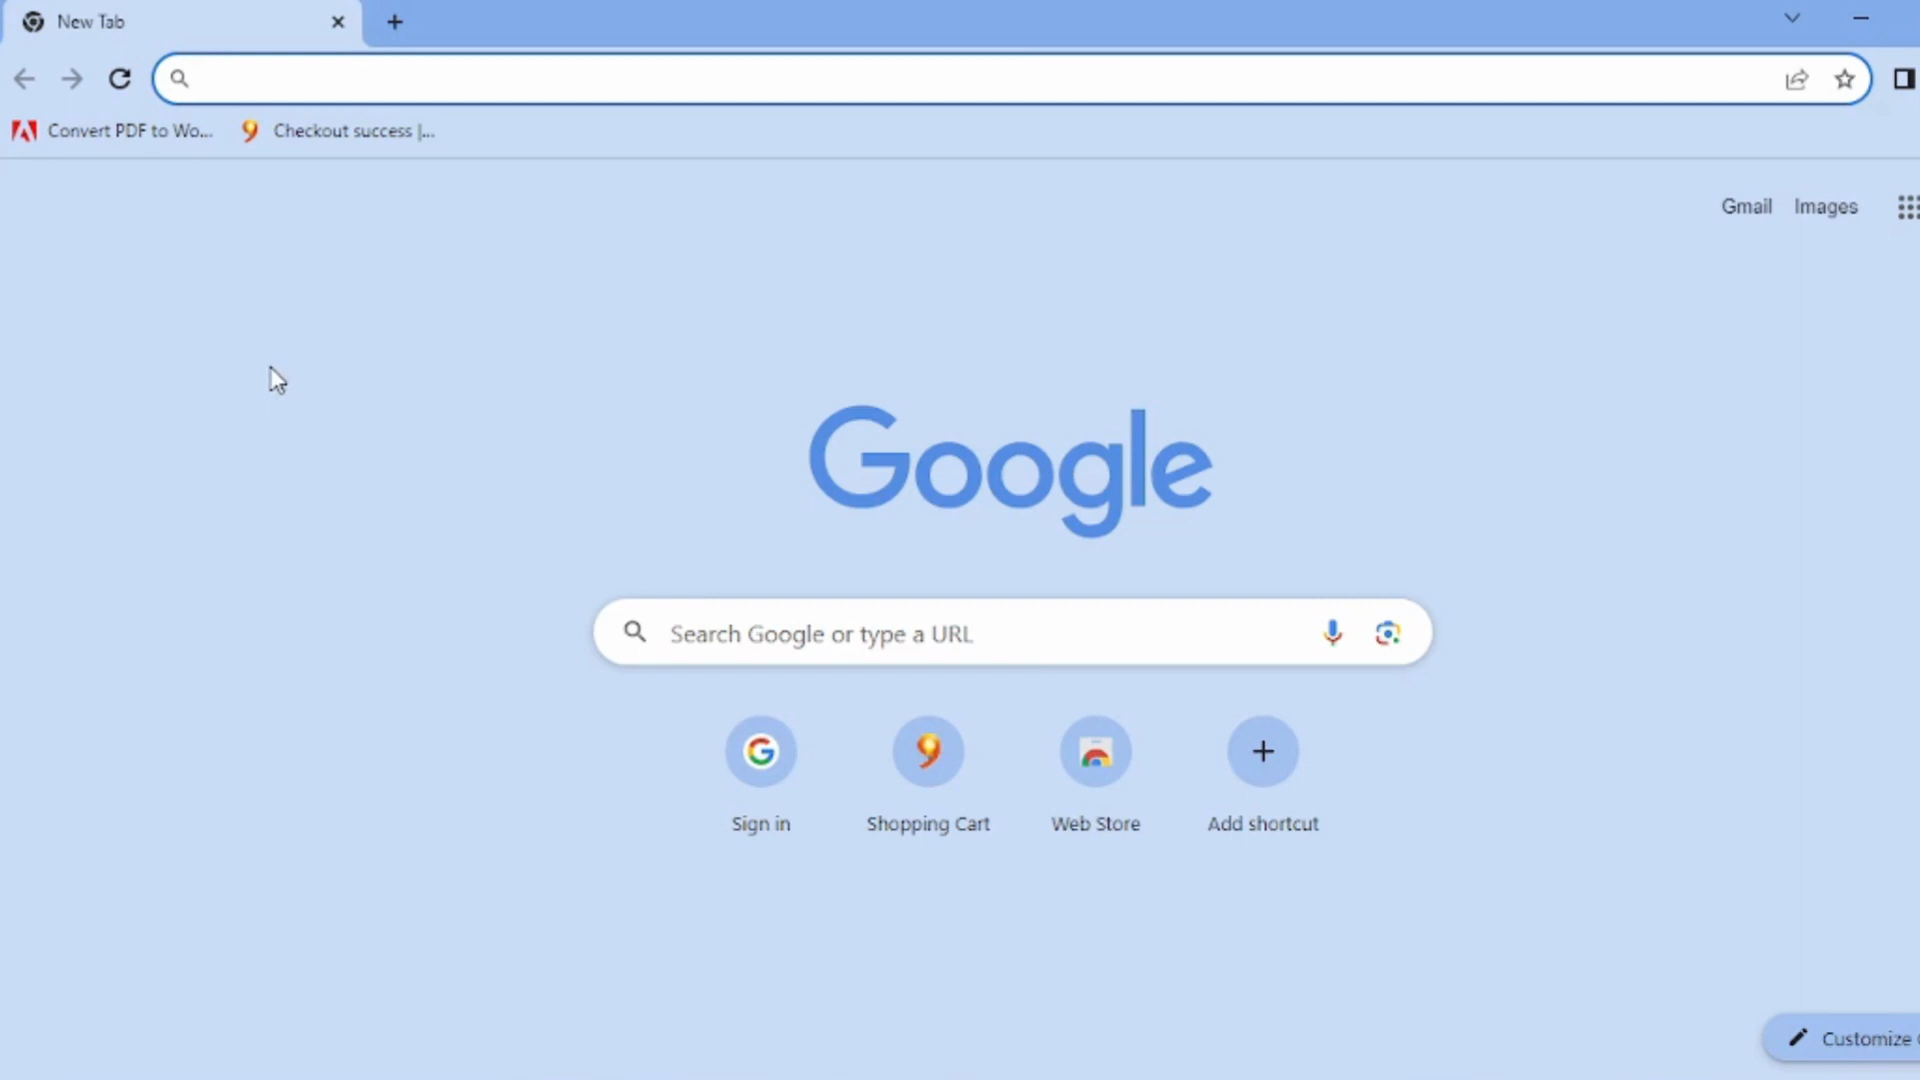 New Tab
Convert PDF to Wo...
Checkout success |...
Gmail Images
Google
Search Google or type a URL
Sign in
Shopping Cart
Web Store
Add shortcut
Customize